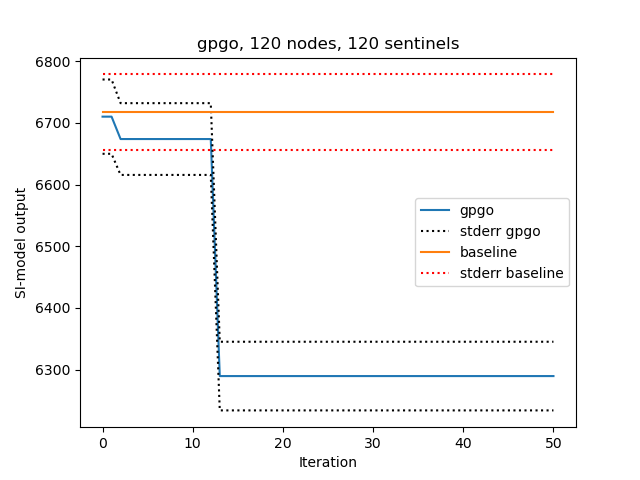 gpgo, 120 nodes, 120 sentinels
6800
6700
6600
6500
6400
6300
SI-model output
gpgo
stderr gpgo
baseline
stderr baseline
0 10 20 30 40 50
Iteration